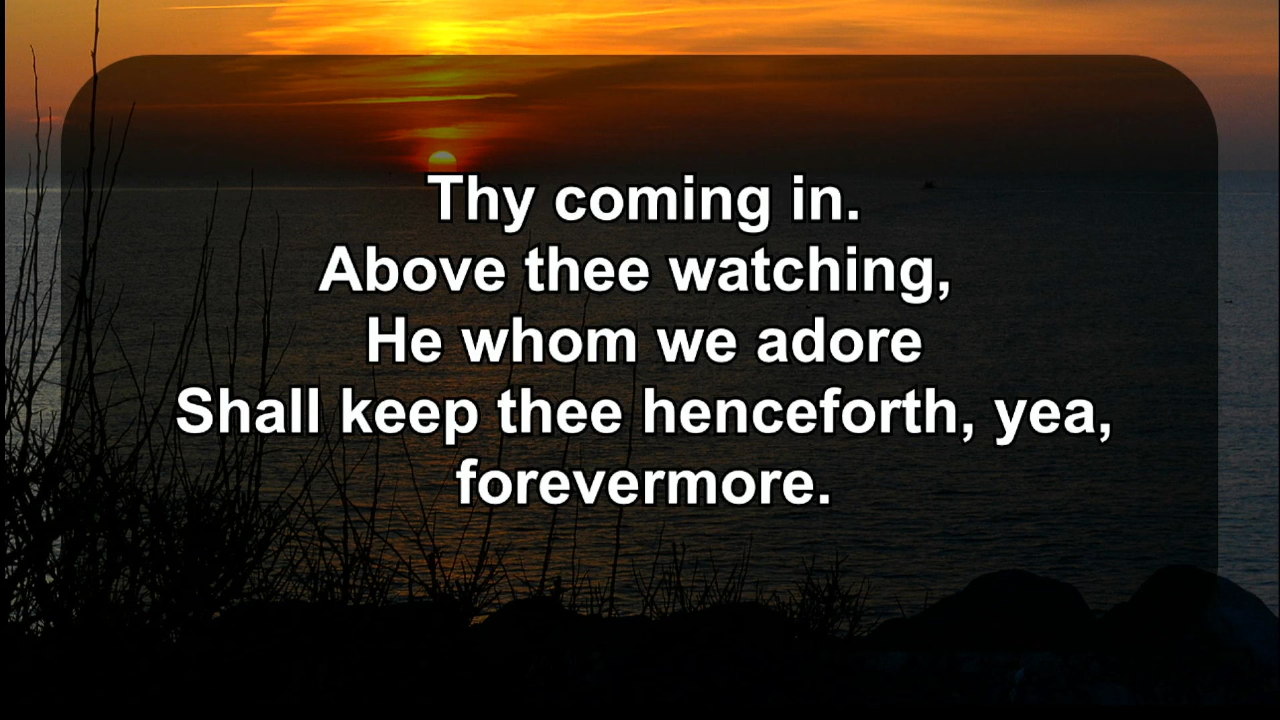 Thy coming in.
Above thee watching,
He whom we adore
Shall keep thee henceforth, yea,
forevermore.